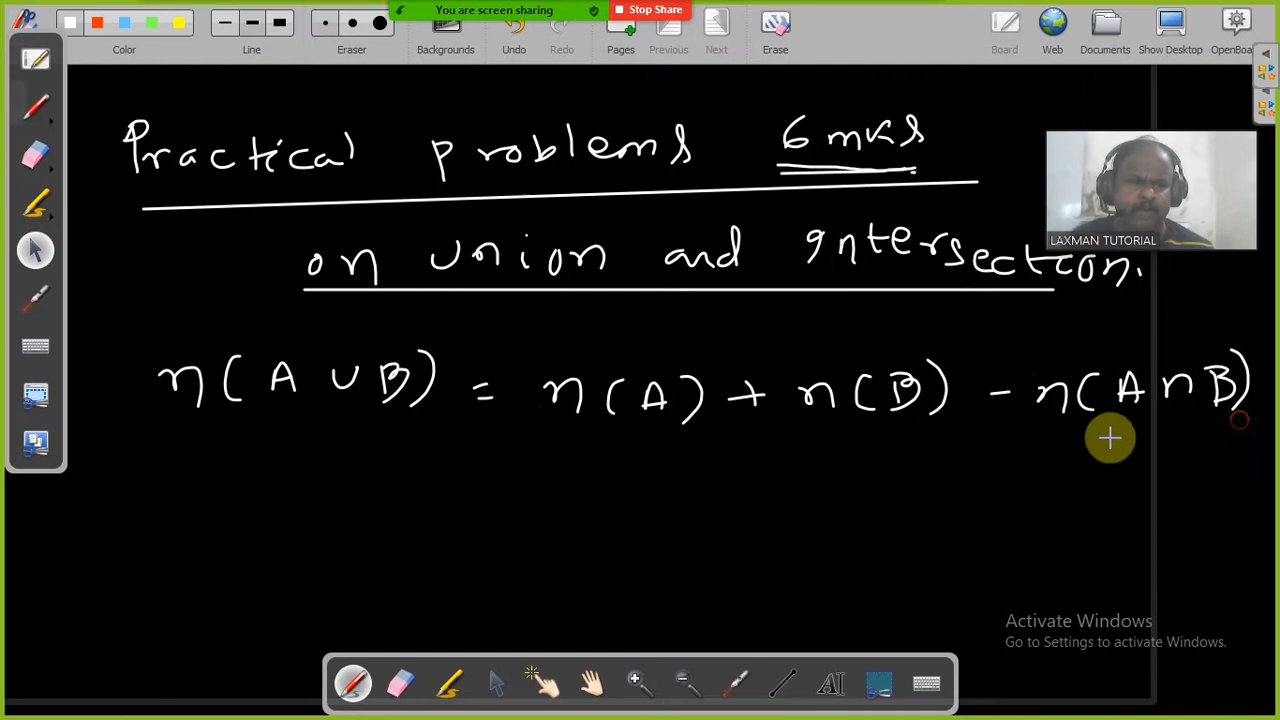 You are screen sharing
Stop Share
Color
Line
Eraser
Backgrounds
Undo
Redo
Pages
Previous
Next
Erase
Board
Web
Documents
Show Desktop
OpenBoa
Practical problems 6 mks
on union and intersection.
LAXMAN TUTORIAL
n(A ∪ B) = n(A) + n(B) - n(A ∩ B)
Activate Windows
Go to Settings to activate Windows.
AI